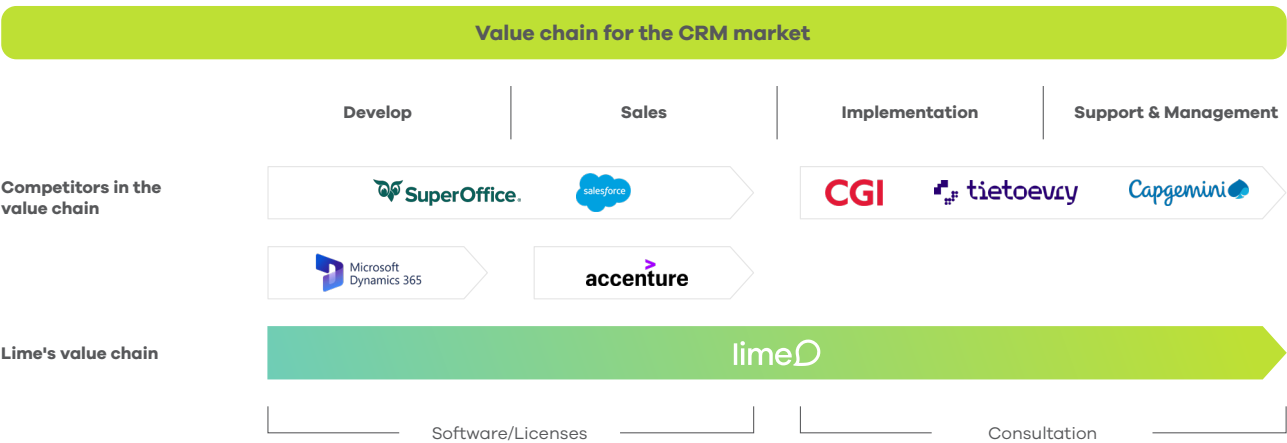 Value chain for the CRM market
Develop
Sales
Implementation
Support & Management
Competitors in the
value chain
SuperOffice.
salesforce
CGI
tietoevry
Capgemini
Microsoft
Dynamics 365
accenture
Lime's value chain
lime
Software/Licenses
Consultation